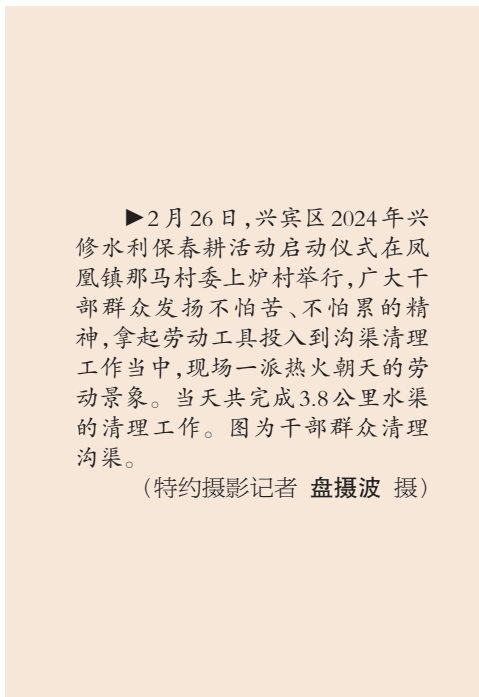 ▶2月26日,兴宾区2024年兴
修水利保春耕活动启动仪式在凤
凰镇那马村委上炉村举行,广大干
部群众发扬不怕苦、不怕累的精
神,拿起劳动工具投入到沟渠清理
工作当中,现场一派热火朝天的劳
动景象。当天共完成3.8公里水渠
的清理工作。图为干部群众清理
沟渠。
(特约摄影记者 盘摄波 摄)